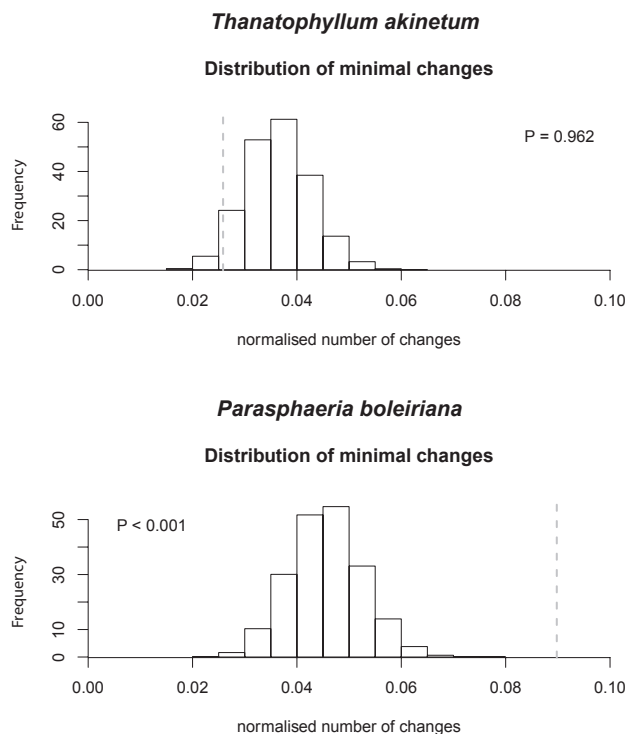 Thanatophyllum akinetum
Distribution of minimal changes
P = 0.962
Frequency
60
40
20
0
0.00 0.02 0.04 0.06 0.08 0.10
normalised number of changes
Parasphaeria boleiriana
Distribution of minimal changes
P < 0.001
Frequency
50
30
10
0
0.00 0.02 0.04 0.06 0.08 0.10
normalised number of changes